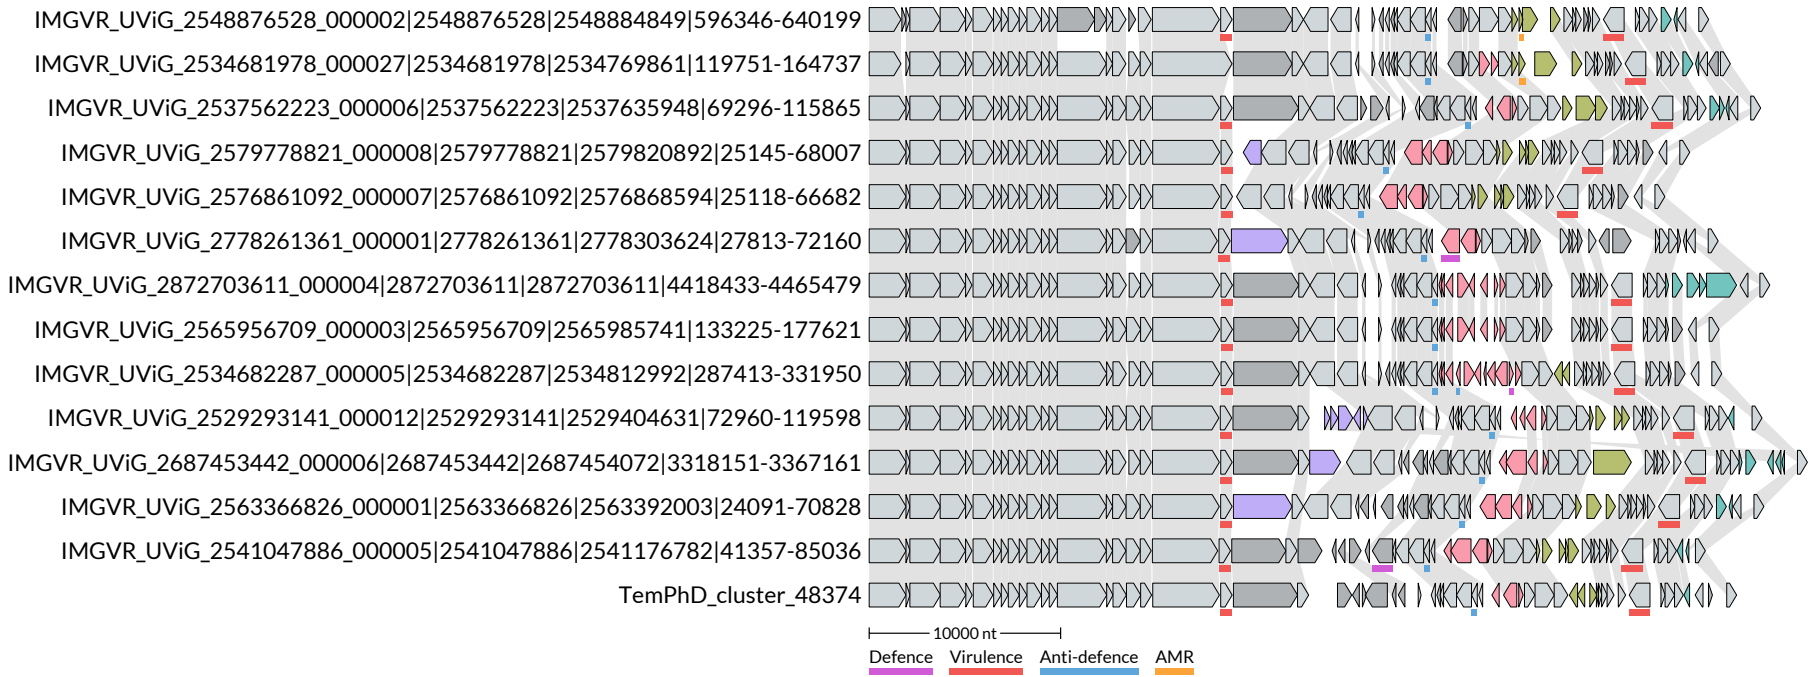 IMGVR_UViG_2548876528_000002|2548876528|2548884849|596346-640199
IMGVR_UViG_2534681978_000027|2534681978|2534769861|119751-164737
IMGVR_UViG_2537562223_000006|2537562223|2537635948|69296-115865
IMGVR_UViG_2579778821_000008|2579778821|2579820892|25145-68007
IMGVR_UViG_2576861092_000007|2576861092|2576868594|25118-66682
IMGVR_UViG_2778261361_000001|2778261361|2778303624|27813-72160
IMGVR_UViG_2872703611_000004|2872703611|2872703611|4418433-4465479
IMGVR_UViG_2565956709_000003|2565956709|2565985741|133225-177621
IMGVR_UViG_2534682287_000005|2534682287|2534812992|287413-331950
IMGVR_UViG_2529293141_000012|2529293141|2529404631|72960-119598
IMGVR_UViG_2687453442_000006|2687453442|2687454072|3318151-3367161
IMGVR_UViG_2563366826_000001|2563366826|2563392003|24091-70828
IMGVR_UViG_2541047886_000005|2541047886|2541176782|41357-85036
TemPhD_cluster_48374
10000 nt
Defence Virulence Anti-defence AMR